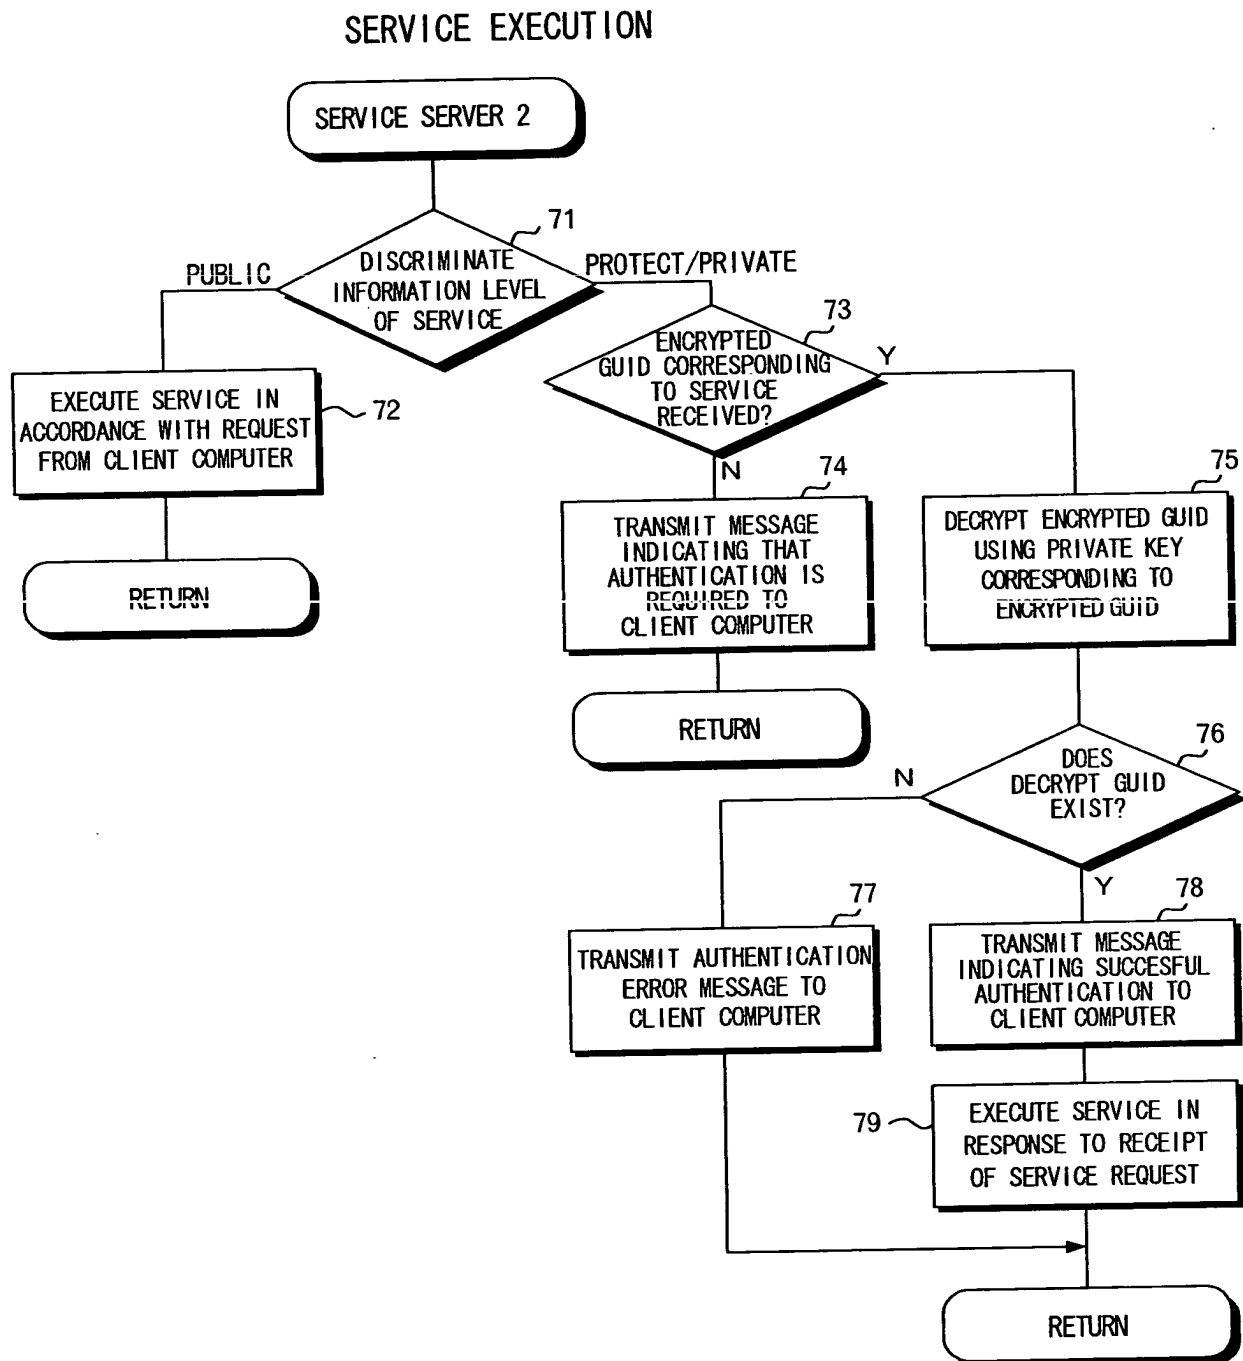 SERVICE EXECUTION
SERVICE SERVER 2
71
DISCRIMINATE
INFORMATION LEVEL
OF SERVICE
PUBLIC
PROTECT/PRIVATE
EXECUTE SERVICE IN
ACCORDANCE WITH REQUEST
FROM CLIENT COMPUTER
72
RETURN
73
ENCRYPTED
GUID CORRESPONDING
TO SERVICE
RECEIVED?
Y
N
74
TRANSMIT MESSAGE
INDICATING THAT
AUTHENTICATION IS
REQUIRED TO
CLIENT COMPUTER
RETURN
75
DECRYPT ENCRYPTED GUID
USING PRIVATE KEY
CORRESPONDING TO
ENCRYPTED GUID
76
DOES
DECRYPT GUID
EXIST?
N
Y
77
TRANSMIT AUTHENTICATION
ERROR MESSAGE TO
CLIENT COMPUTER
78
TRANSMIT MESSAGE
INDICATING SUCCESFUL
AUTHENTICATION TO
CLIENT COMPUTER
79
EXECUTE SERVICE IN
RESPONSE TO RECEIPT
OF SERVICE REQUEST
RETURN